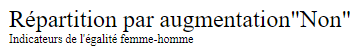 Répartition par augmentation"Non"
Indicateurs de l'égalité femme-homme